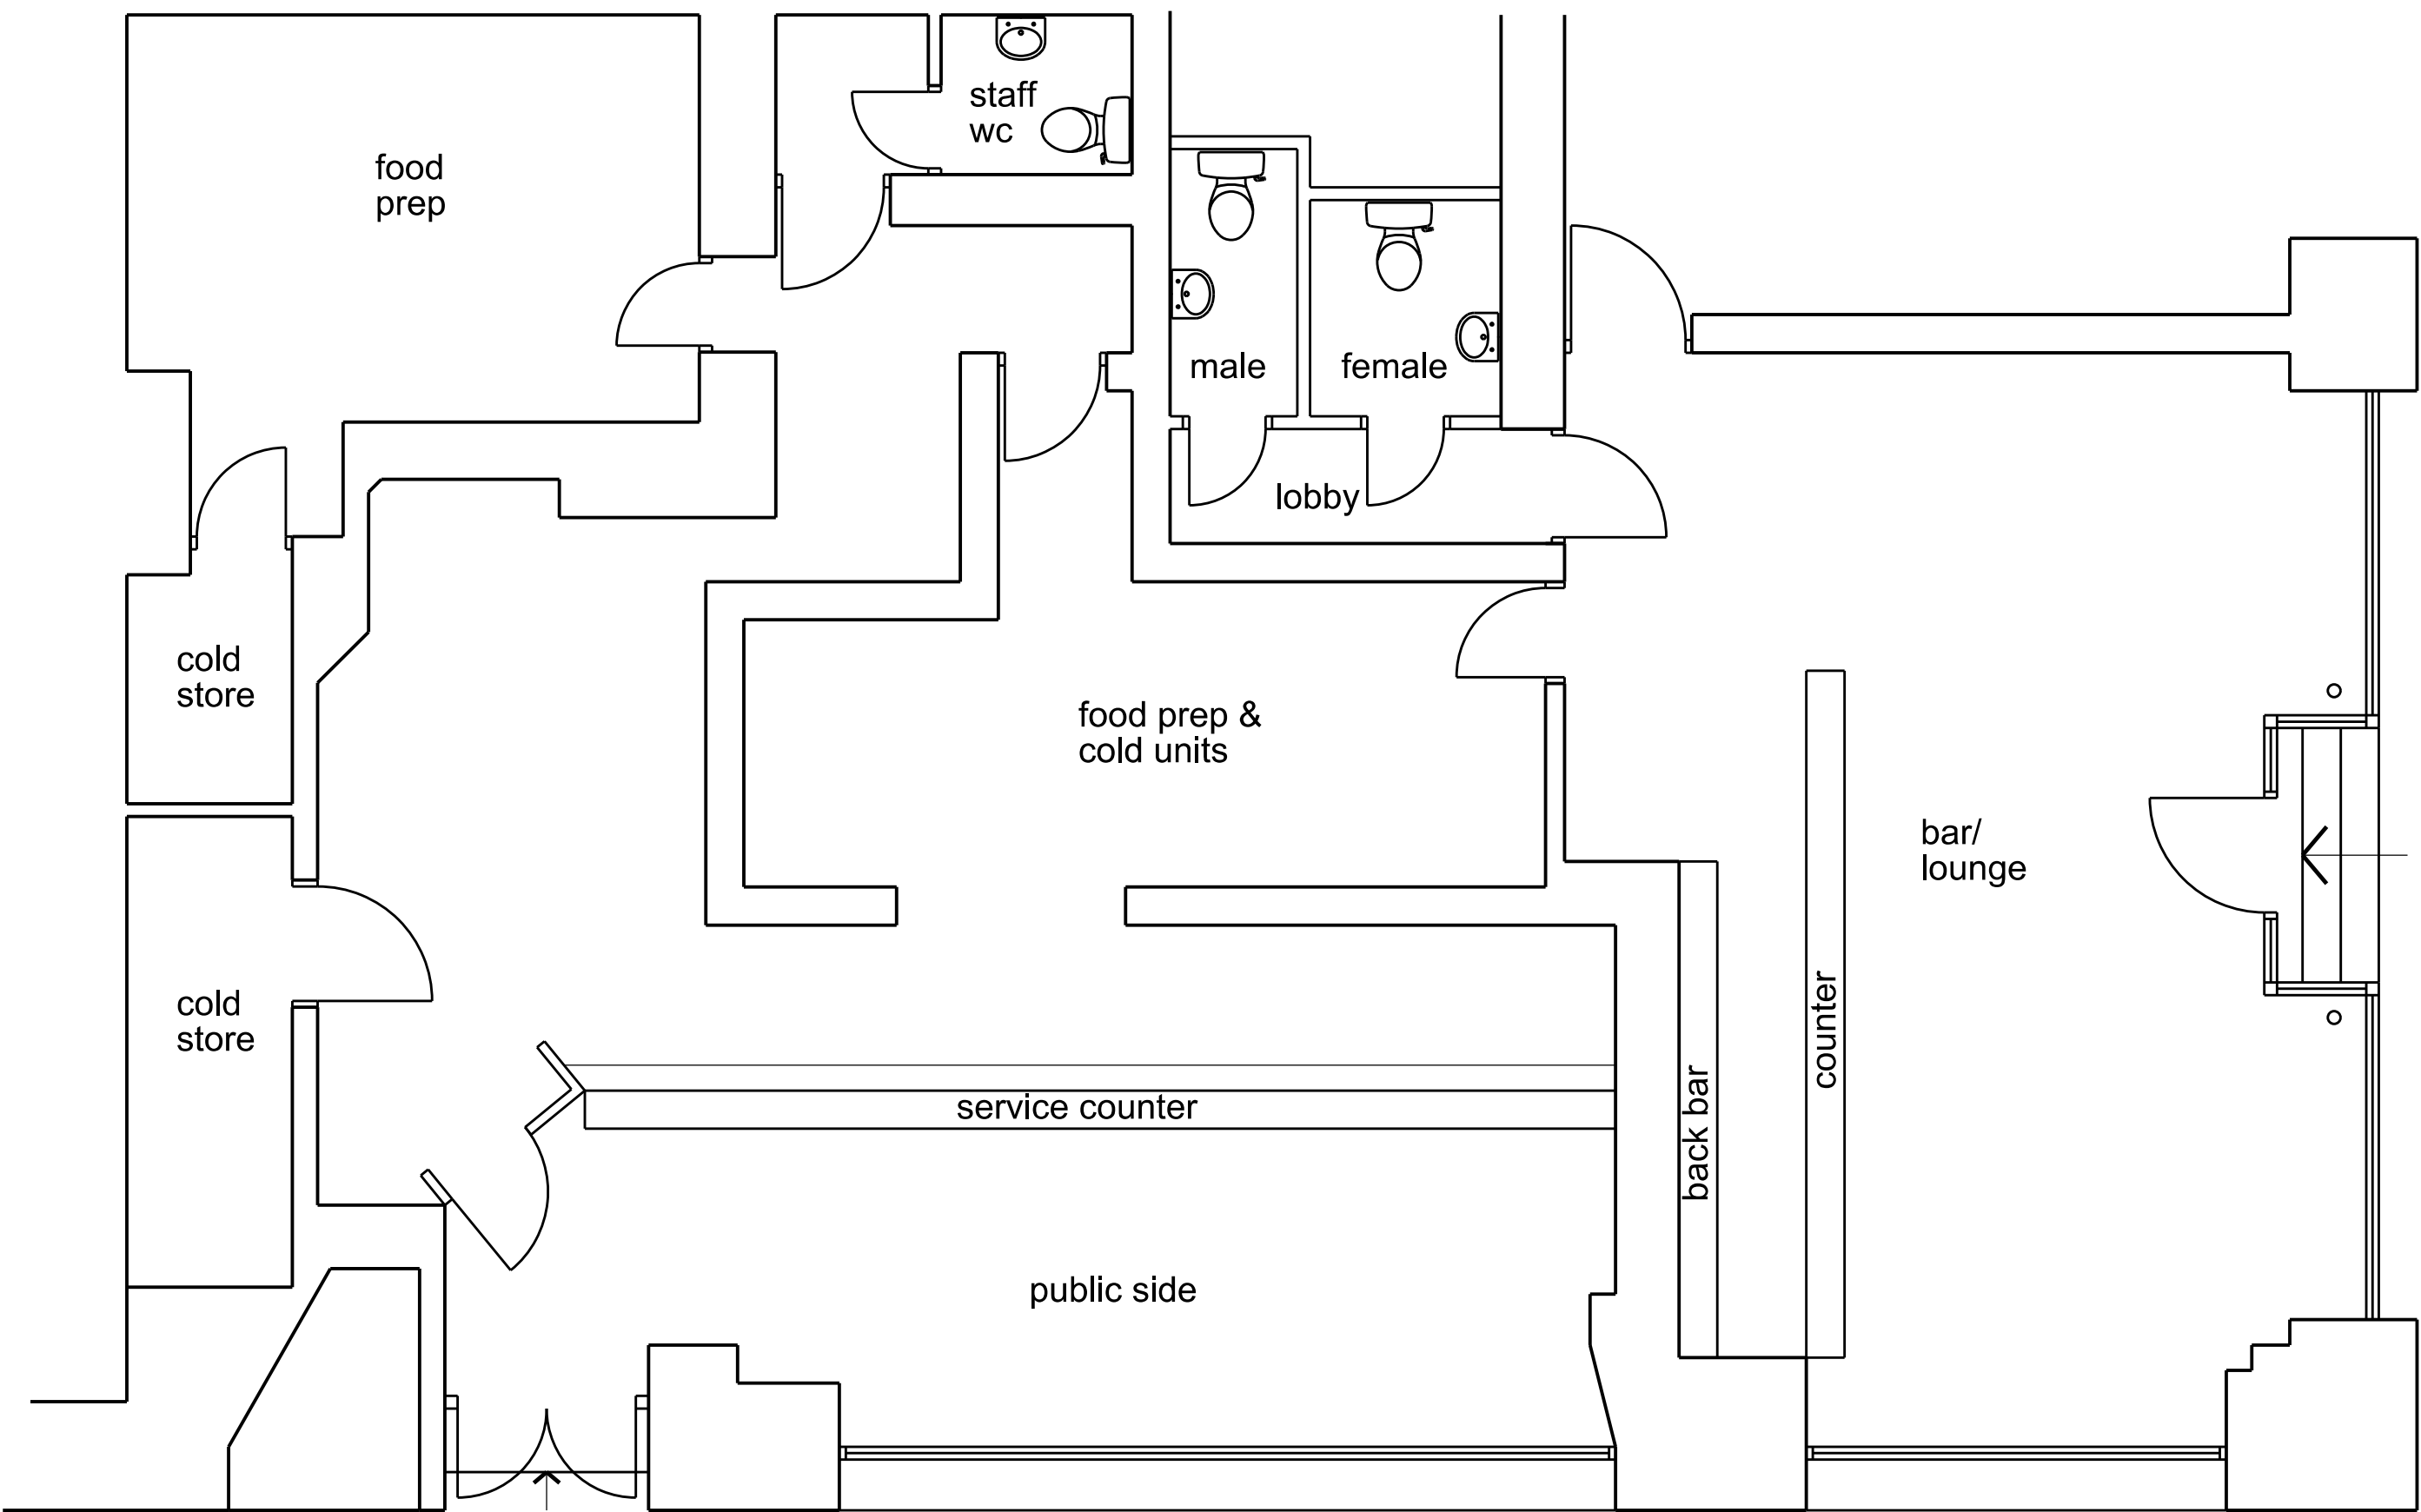 staff
wc
food
prep
male
female
lobby
cold
store
food prep &
cold units
bar/
lounge
cold
store
counter
back bar
service counter
public side